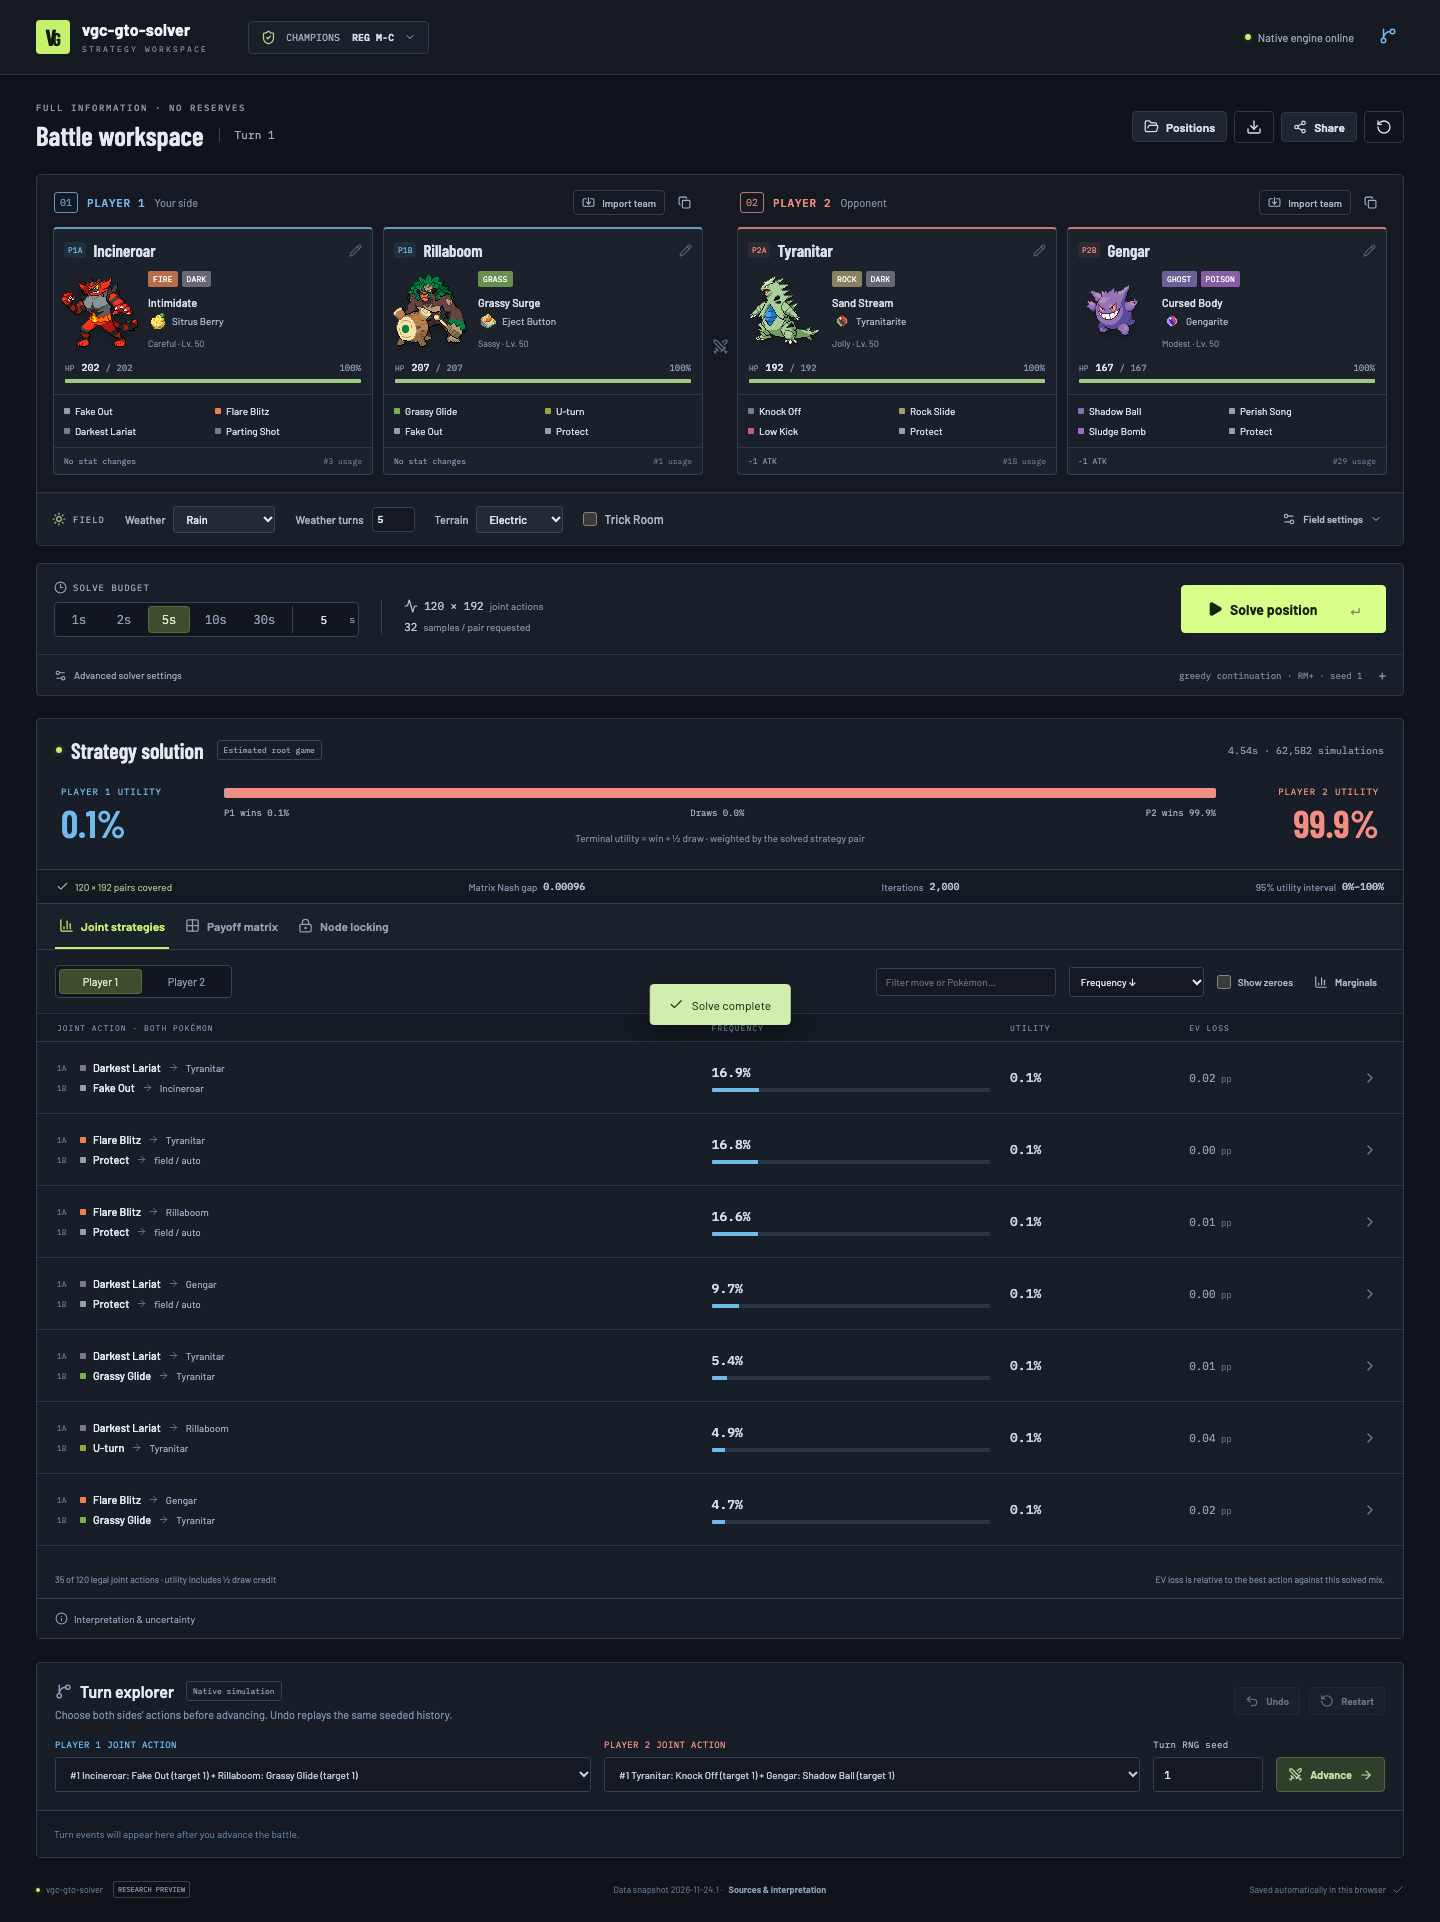 VG
vgc-gto-solver
STRATEGY WORKSPACE
CHAMPIONS REG M-C
Native engine online
FULL INFORMATION · NO RESERVES
Battle workspace
Turn 1
Positions
Share
01 PLAYER 1 Your side
Import team
02 PLAYER 2 Opponent
Import team
P1A Incineroar
FIRE DARK
Intimidate
Sitrus Berry
Careful · Lv. 50
HP 202 / 202 100%
Fake Out Flare Blitz
Darkest Lariat Parting Shot
No stat changes #3 usage
P1B Rillaboom
GRASS
Grassy Surge
Eject Button
Sassy · Lv. 50
HP 207 / 207 100%
Grassy Glide U-turn
Fake Out Protect
No stat changes #1 usage
P2A Tyranitar
ROCK DARK
Sand Stream
Tyranitarite
Jolly · Lv. 50
HP 192 / 192 100%
Knock Off Rock Slide
Low Kick Protect
-1 ATK #18 usage
P2B Gengar
GHOST POISON
Cursed Body
Gengarite
Modest · Lv. 50
HP 167 / 167 100%
Shadow Ball Perish Song
Sludge Bomb Protect
-1 ATK #29 usage
FIELD Weather Rain Weather turns 5 Terrain Electric Trick Room Field settings
SOLVE BUDGET
1s 2s 5s 10s 30s 5 s
120 × 192 joint actions
32 samples / pair requested
Solve position ↵
Advanced solver settings
greedy continuation · RM+ · seed 1 +
Strategy solution Estimated root game
4.54s · 62,582 simulations
PLAYER 1 UTILITY
0.1%
P1 wins 0.1% Draws 0.0% P2 wins 99.9%
Terminal utility = win + ½ draw · weighted by the solved strategy pair
PLAYER 2 UTILITY
99.9%
120 × 192 pairs covered Matrix Nash gap 0.00096 Iterations 2,000 95% utility interval 0%–100%
Joint strategies Payoff matrix Node locking
Player 1 Player 2
Filter move or Pokémon... Frequency ↓ Show zeroes Marginals
Solve complete
JOINT ACTION · BOTH POKÉMON FREQUENCY UTILITY EV LOSS
1A Darkest Lariat → Tyranitar
1B Fake Out → Incineroar
16.9% 0.1% 0.02 pp
1A Flare Blitz → Tyranitar
1B Protect → field / auto
16.8% 0.1% 0.00 pp
1A Flare Blitz → Rillaboom
1B Protect → field / auto
16.6% 0.1% 0.01 pp
1A Darkest Lariat → Gengar
1B Protect → field / auto
9.7% 0.1% 0.00 pp
1A Darkest Lariat → Tyranitar
1B Grassy Glide → Tyranitar
5.4% 0.1% 0.01 pp
1A Darkest Lariat → Rillaboom
1B U-turn → Tyranitar
4.9% 0.1% 0.04 pp
1A Flare Blitz → Gengar
1B Grassy Glide → Tyranitar
4.7% 0.1% 0.02 pp
35 of 120 legal joint actions · utility includes ½ draw credit
EV loss is relative to the best action against this solved mix.
Interpretation & uncertainty
Turn explorer Native simulation
Choose both sides' actions before advancing. Undo replays the same seeded history.
Undo Restart
PLAYER 1 JOINT ACTION
#1 Incineroar: Fake Out (target 1) + Rillaboom: Grassy Glide (target 1)
PLAYER 2 JOINT ACTION
#1 Tyranitar: Knock Off (target 1) + Gengar: Shadow Ball (target 1)
Turn RNG seed
1
Advance →
Turn events will appear here after you advance the battle.
vgc-gto-solver RESEARCH PREVIEW
Data snapshot 2026-11-24.1 · Sources & interpretation
Saved automatically in this browser